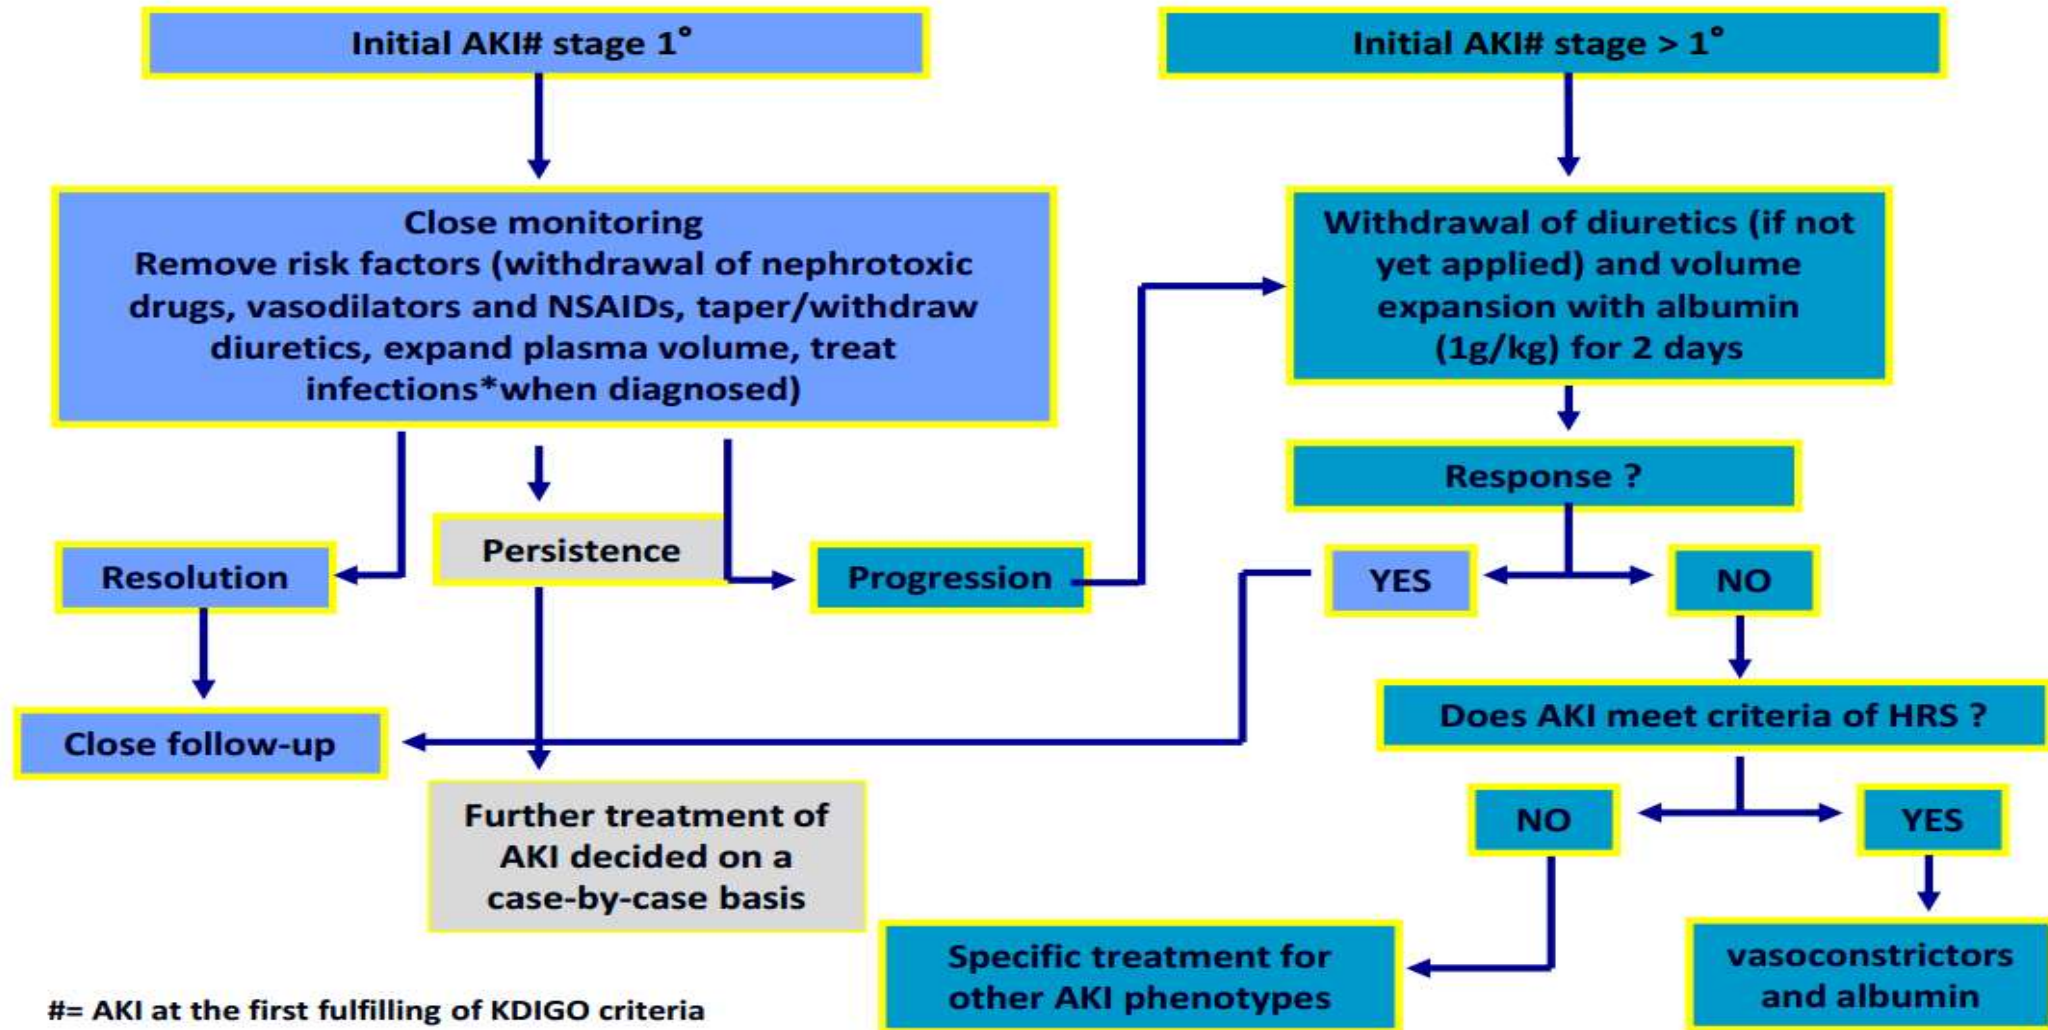 Initial AKI# stage 1°
Initial AKI# stage > 1°
Close monitoring
Remove risk factors (withdrawal of nephrotoxic
drugs, vasodilators and NSAIDs, taper/withdraw
diuretics, expand plasma volume, treat
infections*when diagnosed)
Withdrawal of diuretics (if not
yet applied) and volume
expansion with albumin
(1g/kg) for 2 days
Response ?
Resolution
Persistence
Progression
YES
NO
Close follow-up
Does AKI meet criteria of HRS ?
Further treatment of
AKI decided on a
case-by-case basis
NO
YES
Specific treatment for
other AKI phenotypes
vasoconstrictors
and albumin
#= AKI at the first fulfilling of KDIGO criteria